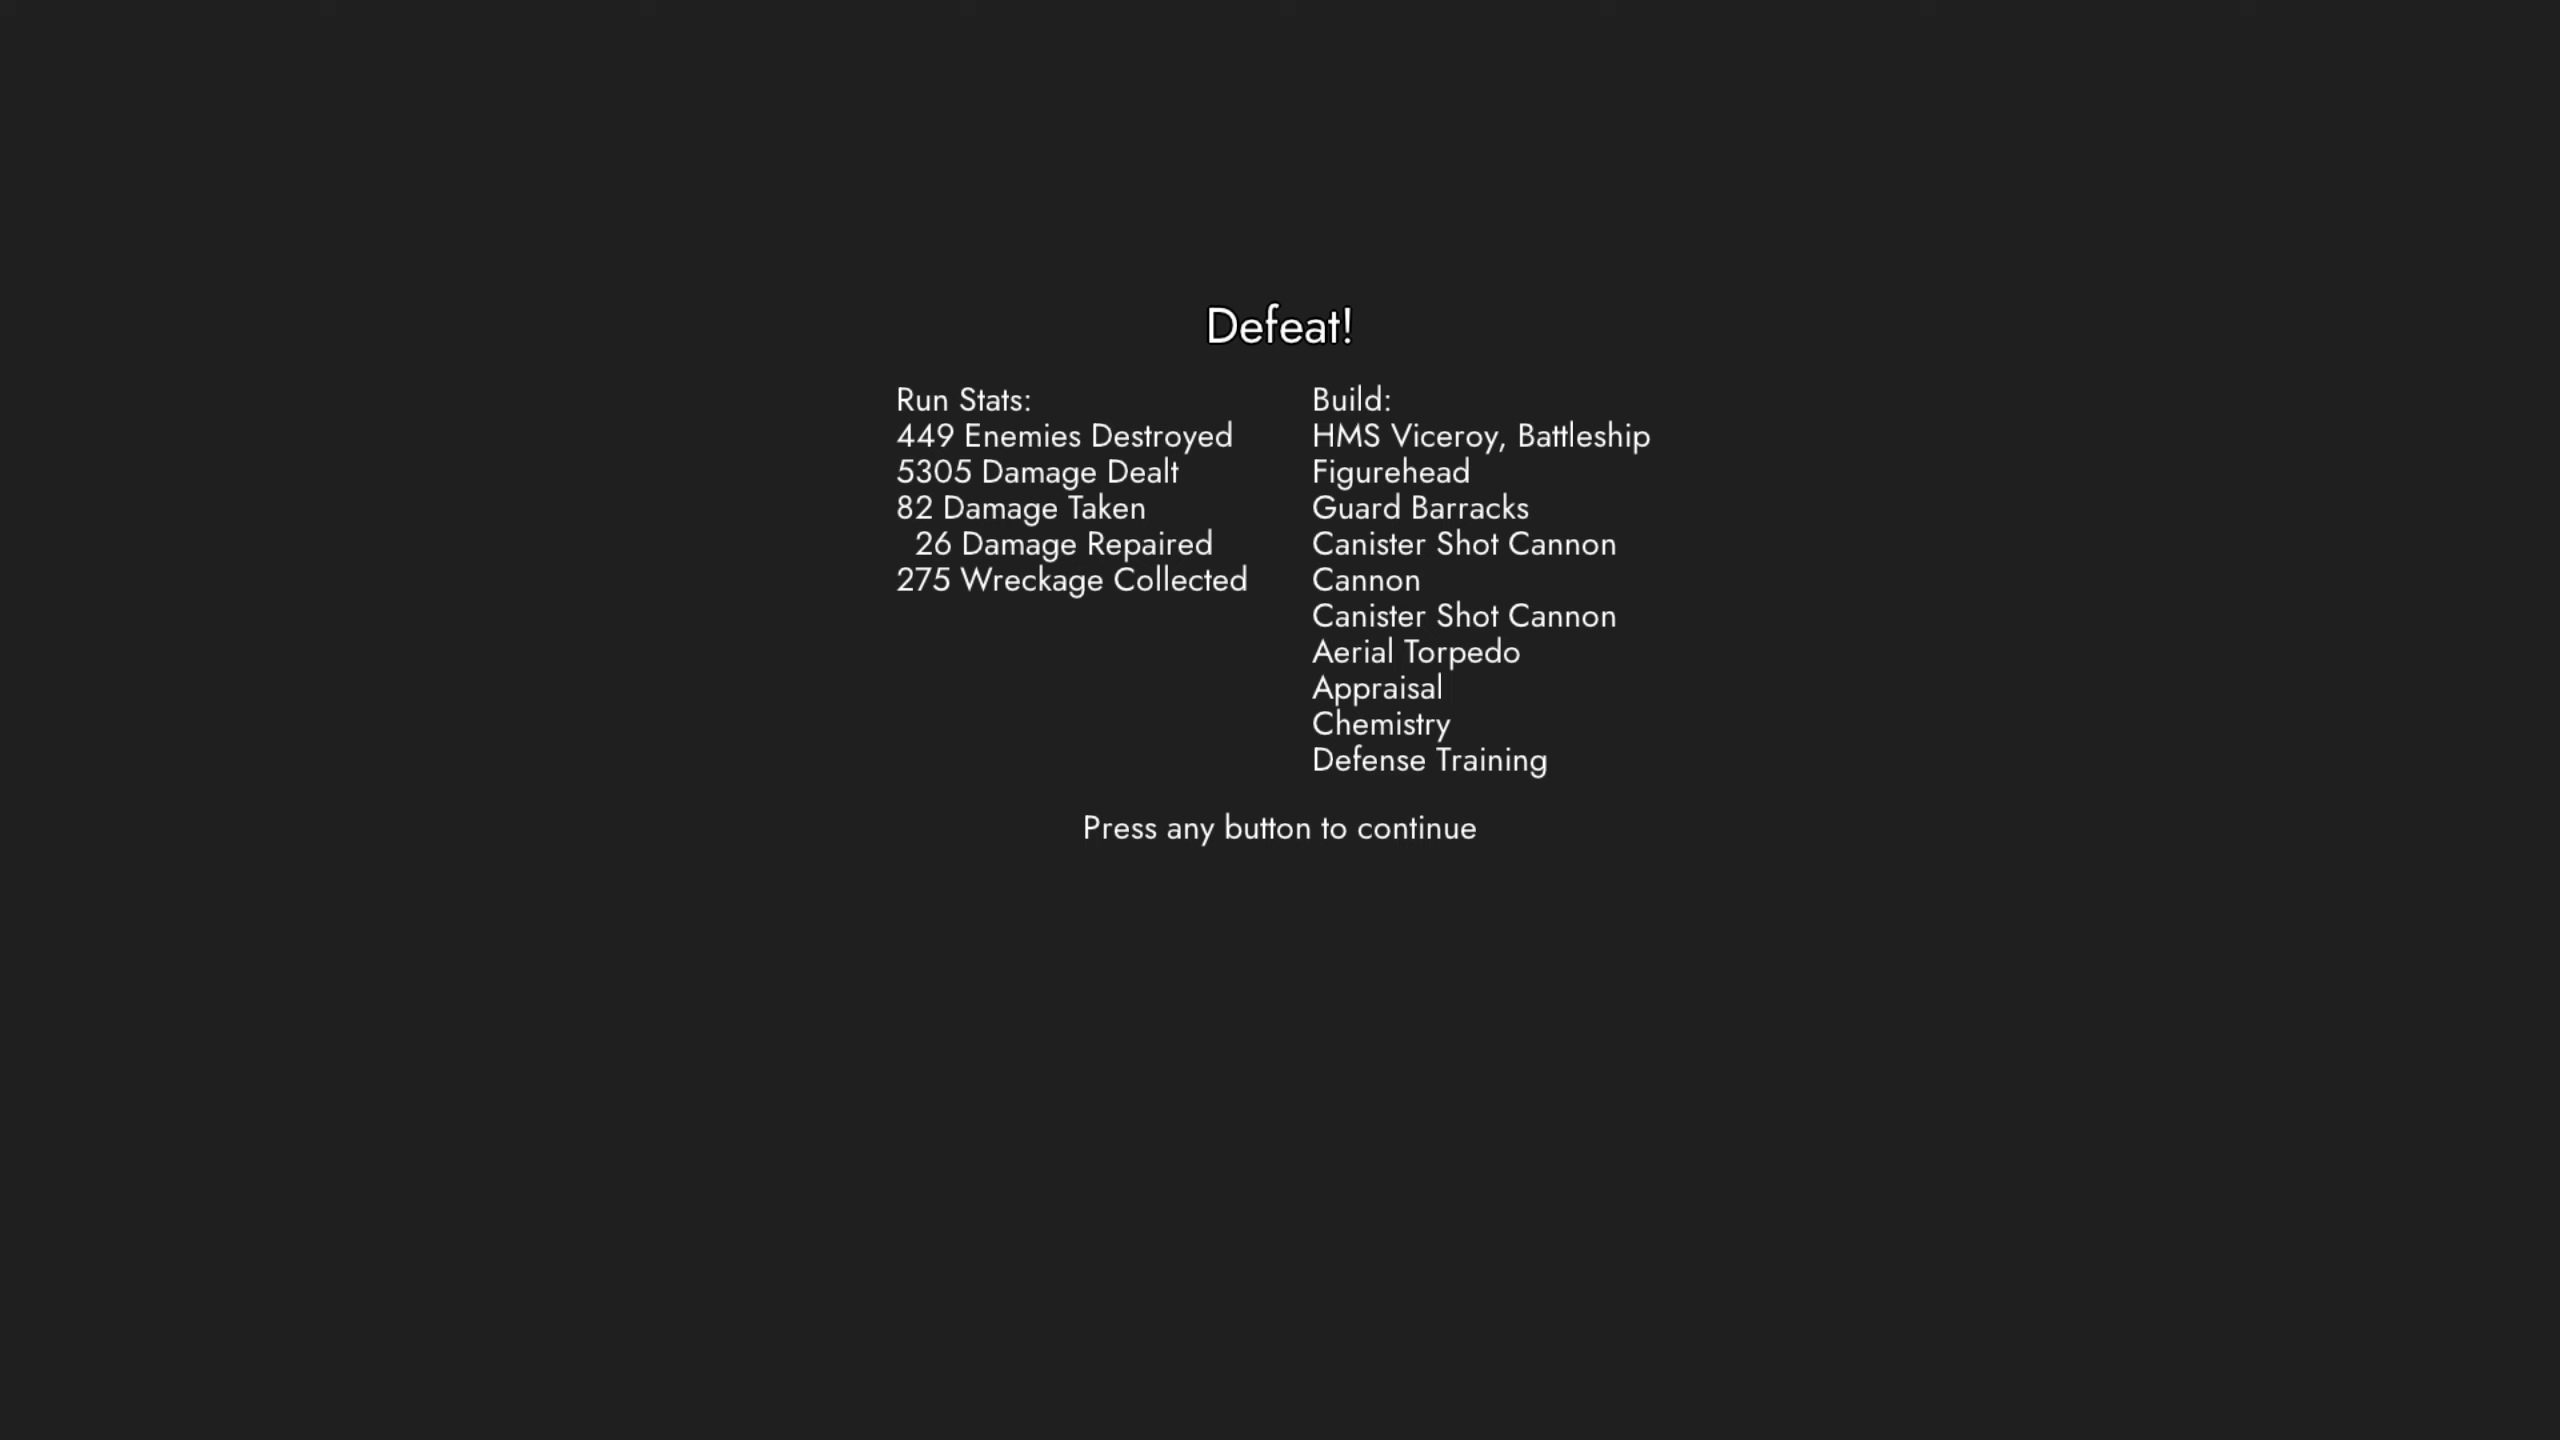 Defeat!
Run Stats:
449 Enemies Destroyed
5305 Damage Dealt
82 Damage Taken
26 Damage Repaired
275 Wreckage Collected
Build:
HMS Viceroy, Battleship
Figurehead
Guard Barracks
Canister Shot Cannon
Cannon
Canister Shot Cannon
Aerial Torpedo
Appraisal
Chemistry
Defense Training
Press any button to continue